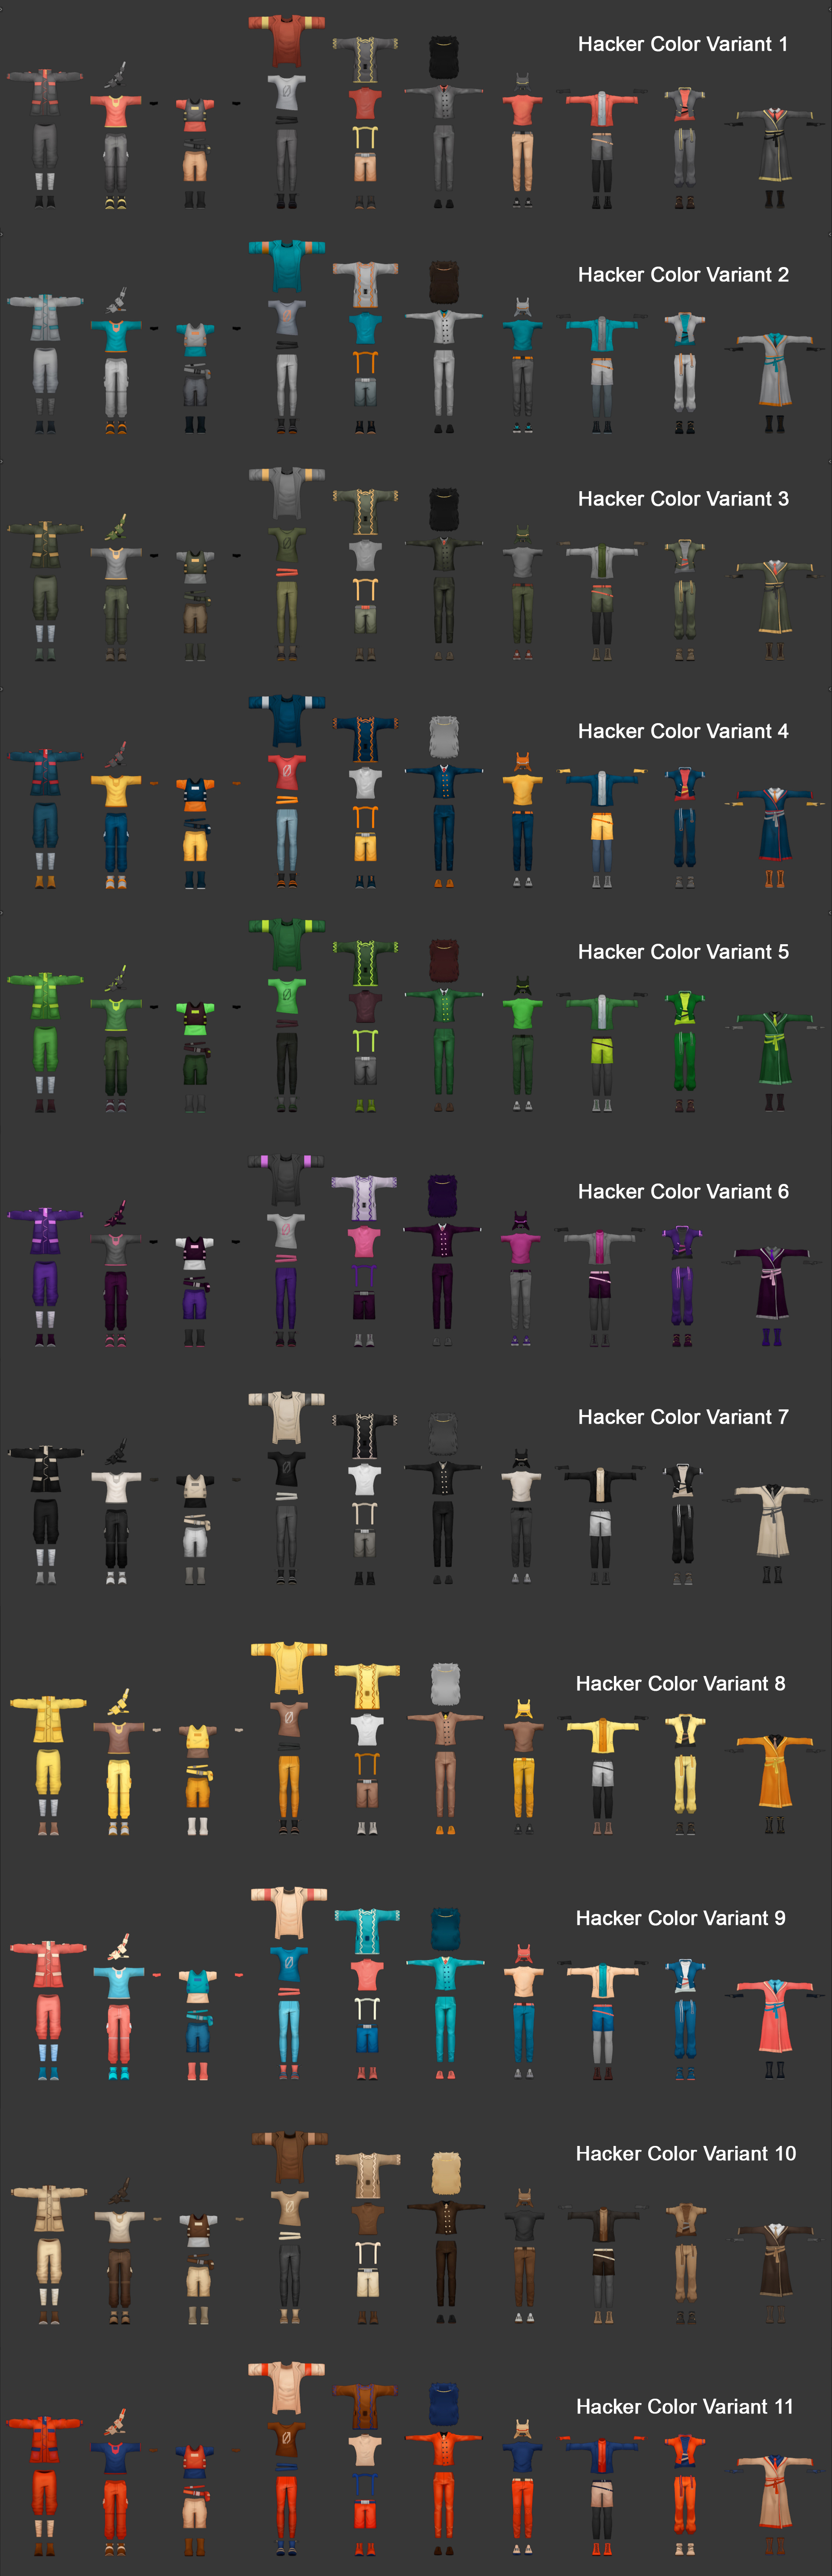 Hacker Color Variant 1
Hacker Color Variant 2
Hacker Color Variant 3
Hacker Color Variant 4
Hacker Color Variant 5
Hacker Color Variant 6
Hacker Color Variant 7
Hacker Color Variant 8
Hacker Color Variant 9
Hacker Color Variant 10
Hacker Color Variant 11